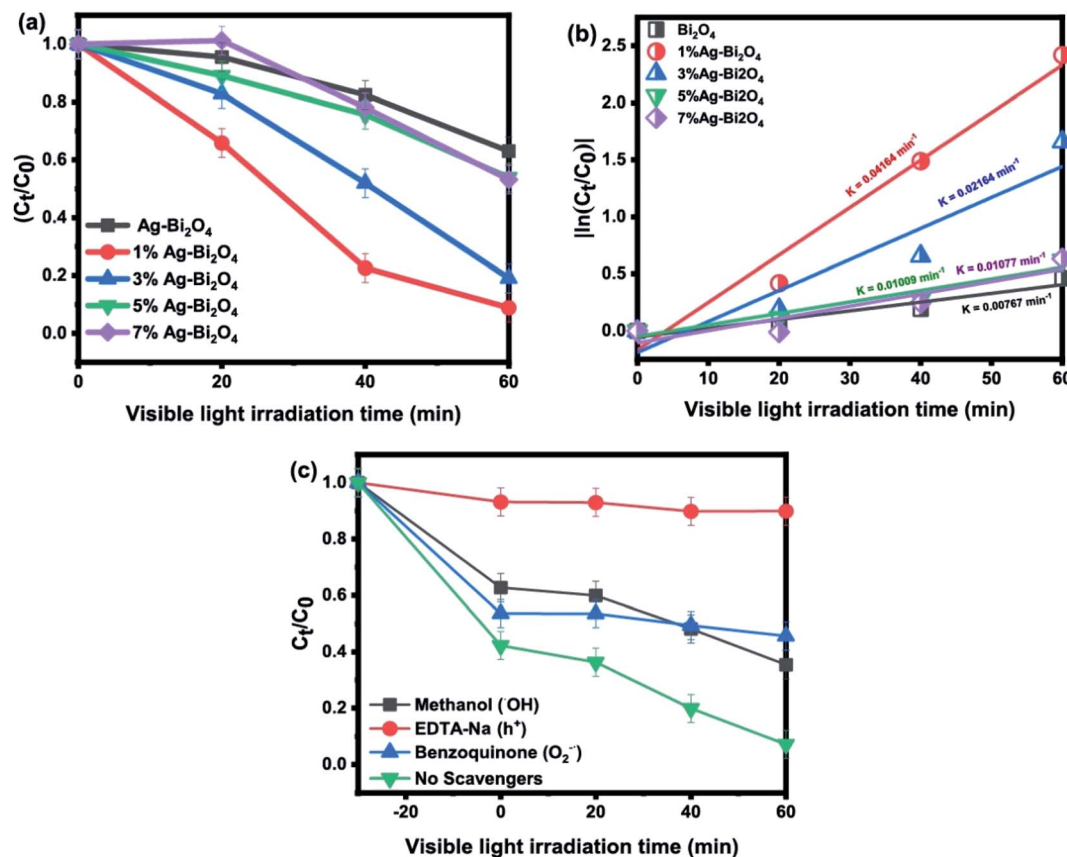 (a)
1.0
0.8
0.6
0.4
0.2
0.0
(Ct/C0)
Ag-Bi₂O₄
1% Ag-Bi₂O₄
3% Ag-Bi₂O₄
5% Ag-Bi₂O₄
7% Ag-Bi₂O₄
0 20 40 60
Visible light irradiation time (min)
(b)
2.5
2.0
1.5
1.0
0.5
0.0
|ln(Ct/C0)|
Bi₂O₄
1%Ag-Bi₂O₄
3%Ag-Bi2O₄
5%Ag-Bi2O₄
7%Ag-Bi2O₄
K = 0.04164 min⁻¹
K = 0.02164 min⁻¹
K = 0.01077 min⁻¹
K = 0.01009 min⁻¹
K = 0.00767 min⁻¹
0 10 20 30 40 50 60
Visible light irradiation time (min)
(c)
1.0
0.8
0.6
0.4
0.2
0.0
Ct/C0
Methanol (˙OH)
EDTA-Na (h⁺)
Benzoquinone (O₂⁻˙)
No Scavengers
-20 0 20 40 60
Visible light irradiation time (min)